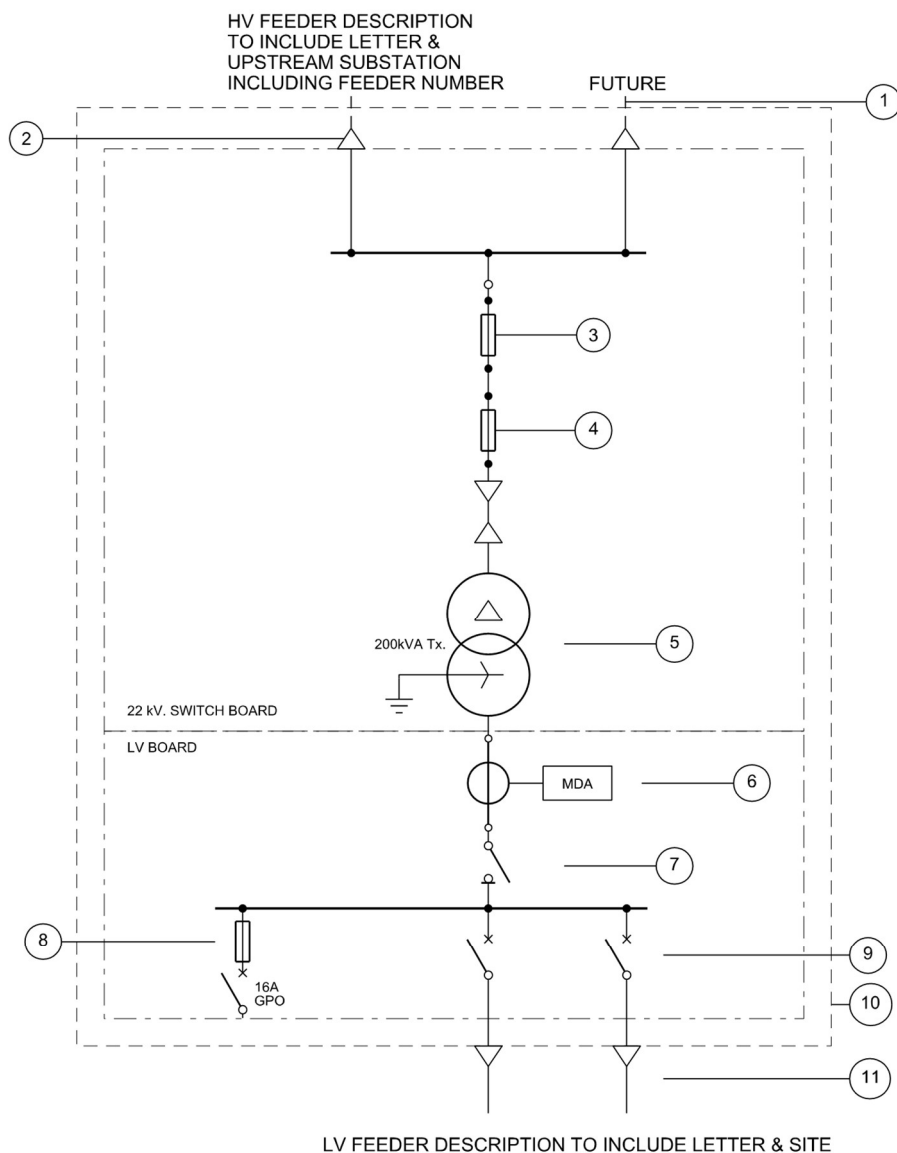 HV FEEDER DESCRIPTION
TO INCLUDE LETTER &
UPSTREAM SUBSTATION
INCLUDING FEEDER NUMBER
FUTURE
1
2
3
4
200kVA Tx.
5
22 kV. SWITCH BOARD
LV BOARD
MDA
6
7
8
16A
GPO
9
10
11
LV FEEDER DESCRIPTION TO INCLUDE LETTER & SITE